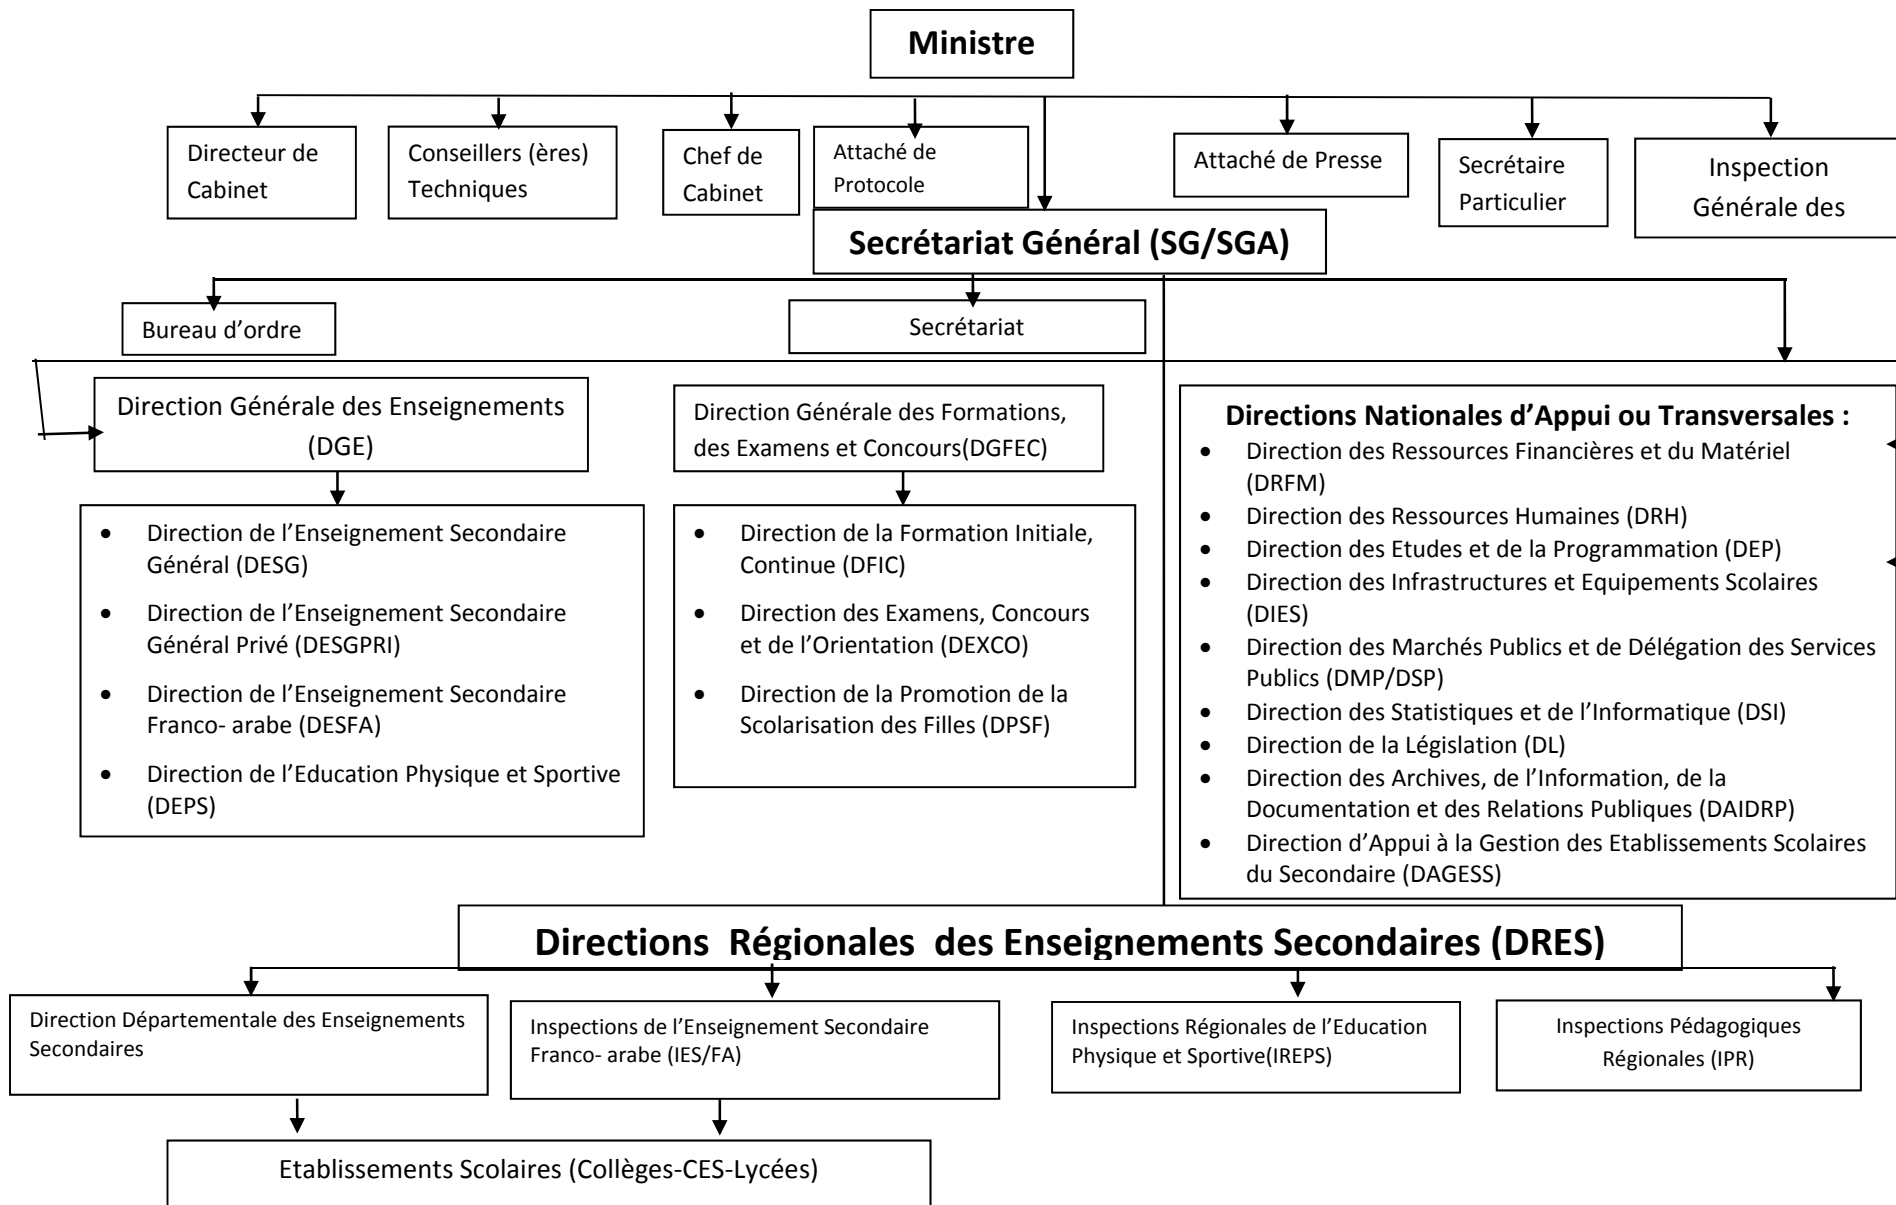 Ministre
Directeur de
Cabinet
Conseillers (ères)
Techniques
Chef de
Cabinet
Attaché de
Protocole
Attaché de Presse
Secrétaire
Particulier
Inspection
Générale des
Secrétariat Général (SG/SGA)
Bureau d’ordre
Secrétariat
Direction Générale des Enseignements
(DGE)
Direction Générale des Formations,
des Examens et Concours(DGFEC)
• Direction de l’Enseignement Secondaire
Général (DESG)
• Direction de l’Enseignement Secondaire
Général Privé (DESGPRI)
• Direction de l’Enseignement Secondaire
Franco- arabe (DESFA)
• Direction de l’Education Physique et Sportive
(DEPS)
• Direction de la Formation Initiale,
Continue (DFIC)
• Direction des Examens, Concours
et de l’Orientation (DEXCO)
• Direction de la Promotion de la
Scolarisation des Filles (DPSF)
Directions Nationales d’Appui ou Transversales :
• Direction des Ressources Financières et du Matériel
(DRFM)
• Direction des Ressources Humaines (DRH)
• Direction des Etudes et de la Programmation (DEP)
• Direction des Infrastructures et Equipements Scolaires
(DIES)
• Direction des Marchés Publics et de Délégation des Services
Publics (DMP/DSP)
• Direction des Statistiques et de l’Informatique (DSI)
• Direction de la Législation (DL)
• Direction des Archives, de l’Information, de la
Documentation et des Relations Publiques (DAIDRP)
• Direction d’Appui à la Gestion des Etablissements Scolaires
du Secondaire (DAGESS)
Directions Régionales des Enseignements Secondaires (DRES)
Direction Départementale des Enseignements
Secondaires
Inspections de l’Enseignement Secondaire
Franco- arabe (IES/FA)
Inspections Régionales de l’Education
Physique et Sportive(IREPS)
Inspections Pédagogiques
Régionales (IPR)
Etablissements Scolaires (Collèges-CES-Lycées)